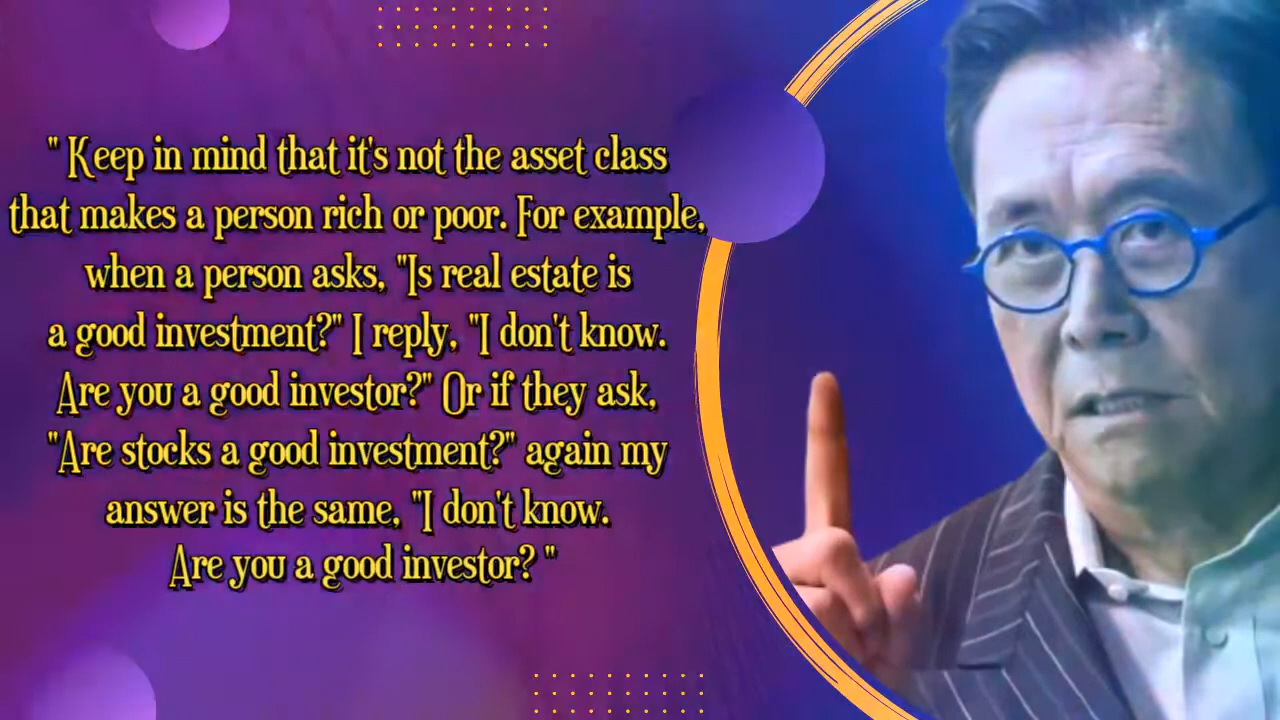 " Keep in mind that it's not the asset class
that makes a person rich or poor. For example,
when a person asks, "Is real estate is
a good investment?" I reply, "I don't know.
Are you a good investor?" Or if they ask,
"Are stocks a good investment?" again my
answer is the same, "I don't know.
Are you a good investor? "